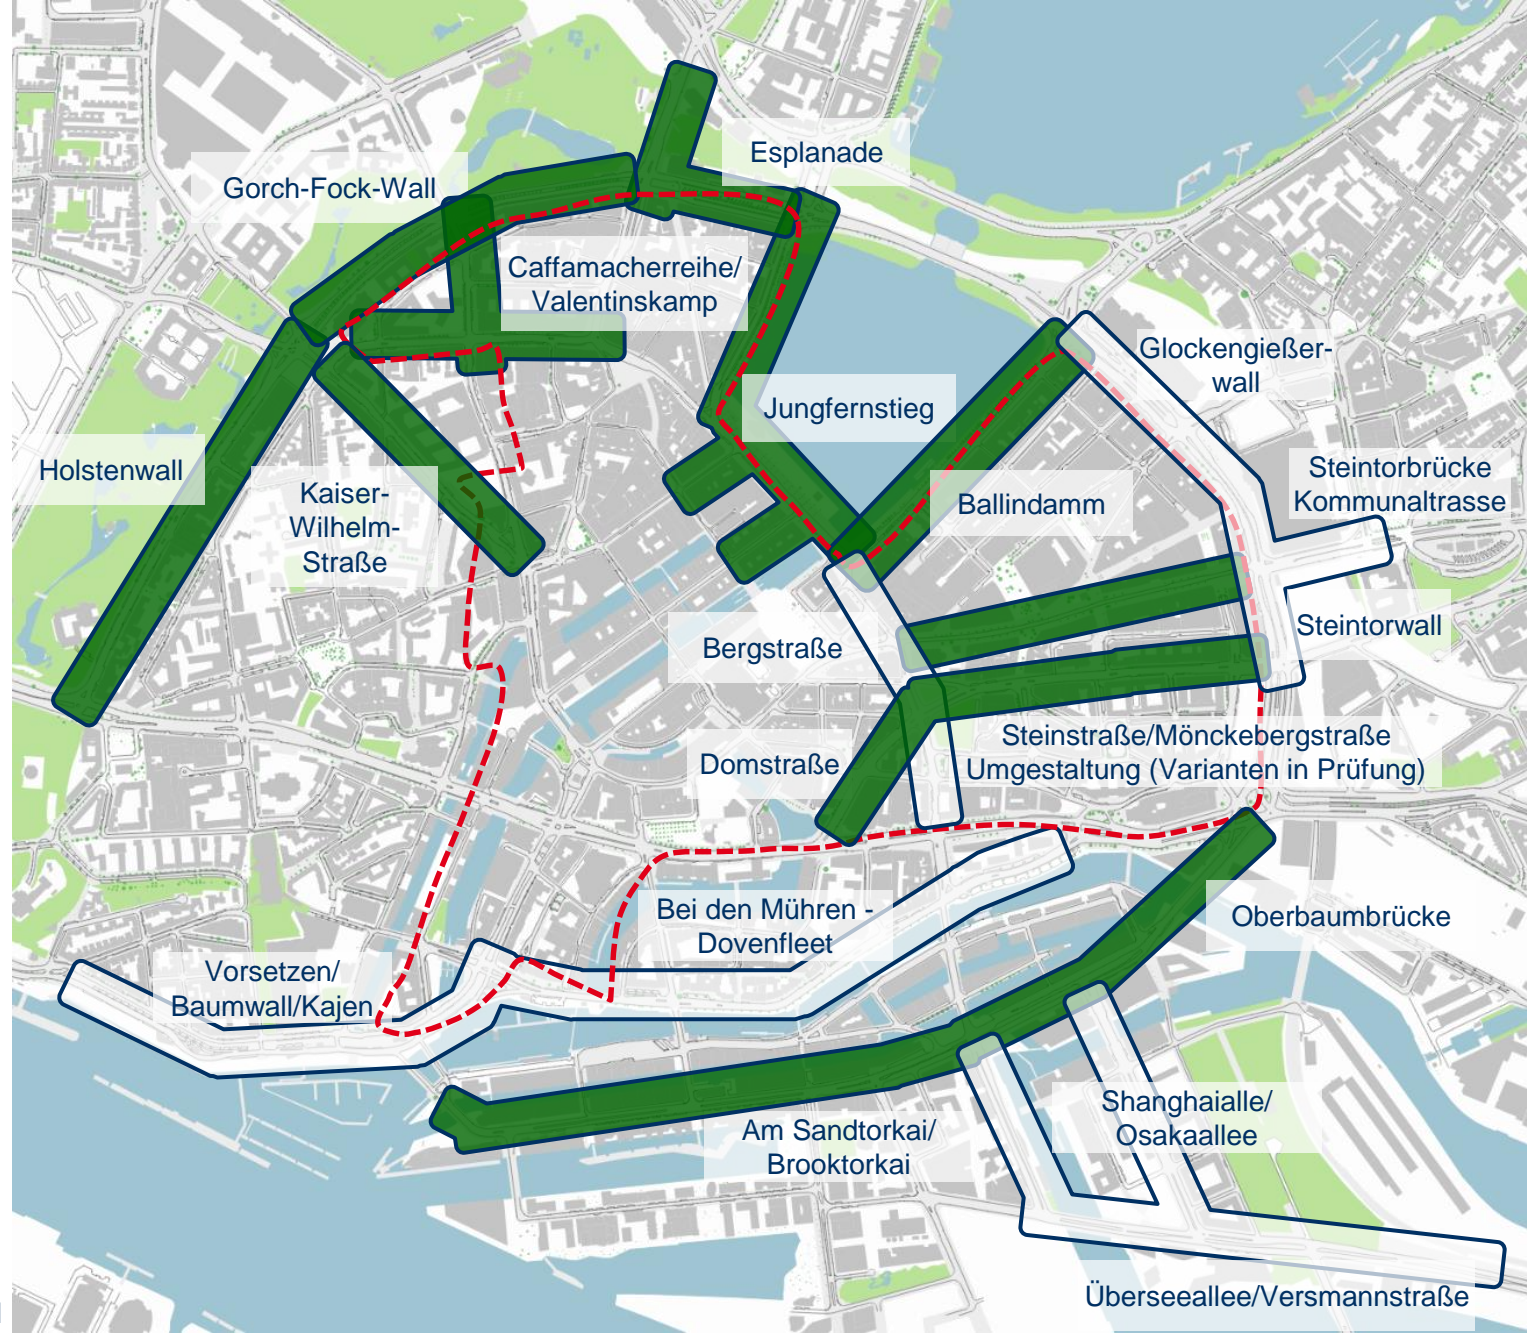 Esplanade
Gorch-Fock-Wall
Caffamacherreihe/
Valentinskamp
Glockengießer-
wall
Jungfernstieg
Holstenwall
Kaiser-
Wilhelm-
Straße
Steintorbrücke
Kommunaltrasse
Ballindamm
Bergstraße
Steintorwall
Domstraße
Steinstraße/Mönckebergstraße
Umgestaltung (Varianten in Prüfung)
Bei den Mühren -
Dovenfleet
Oberbaumbrücke
Vorsetzen/
Baumwall/Kajen
Shanghaialle/
Osakaallee
Am Sandtorkai/
Brooktorkai
Überseeallee/Versmannstraße